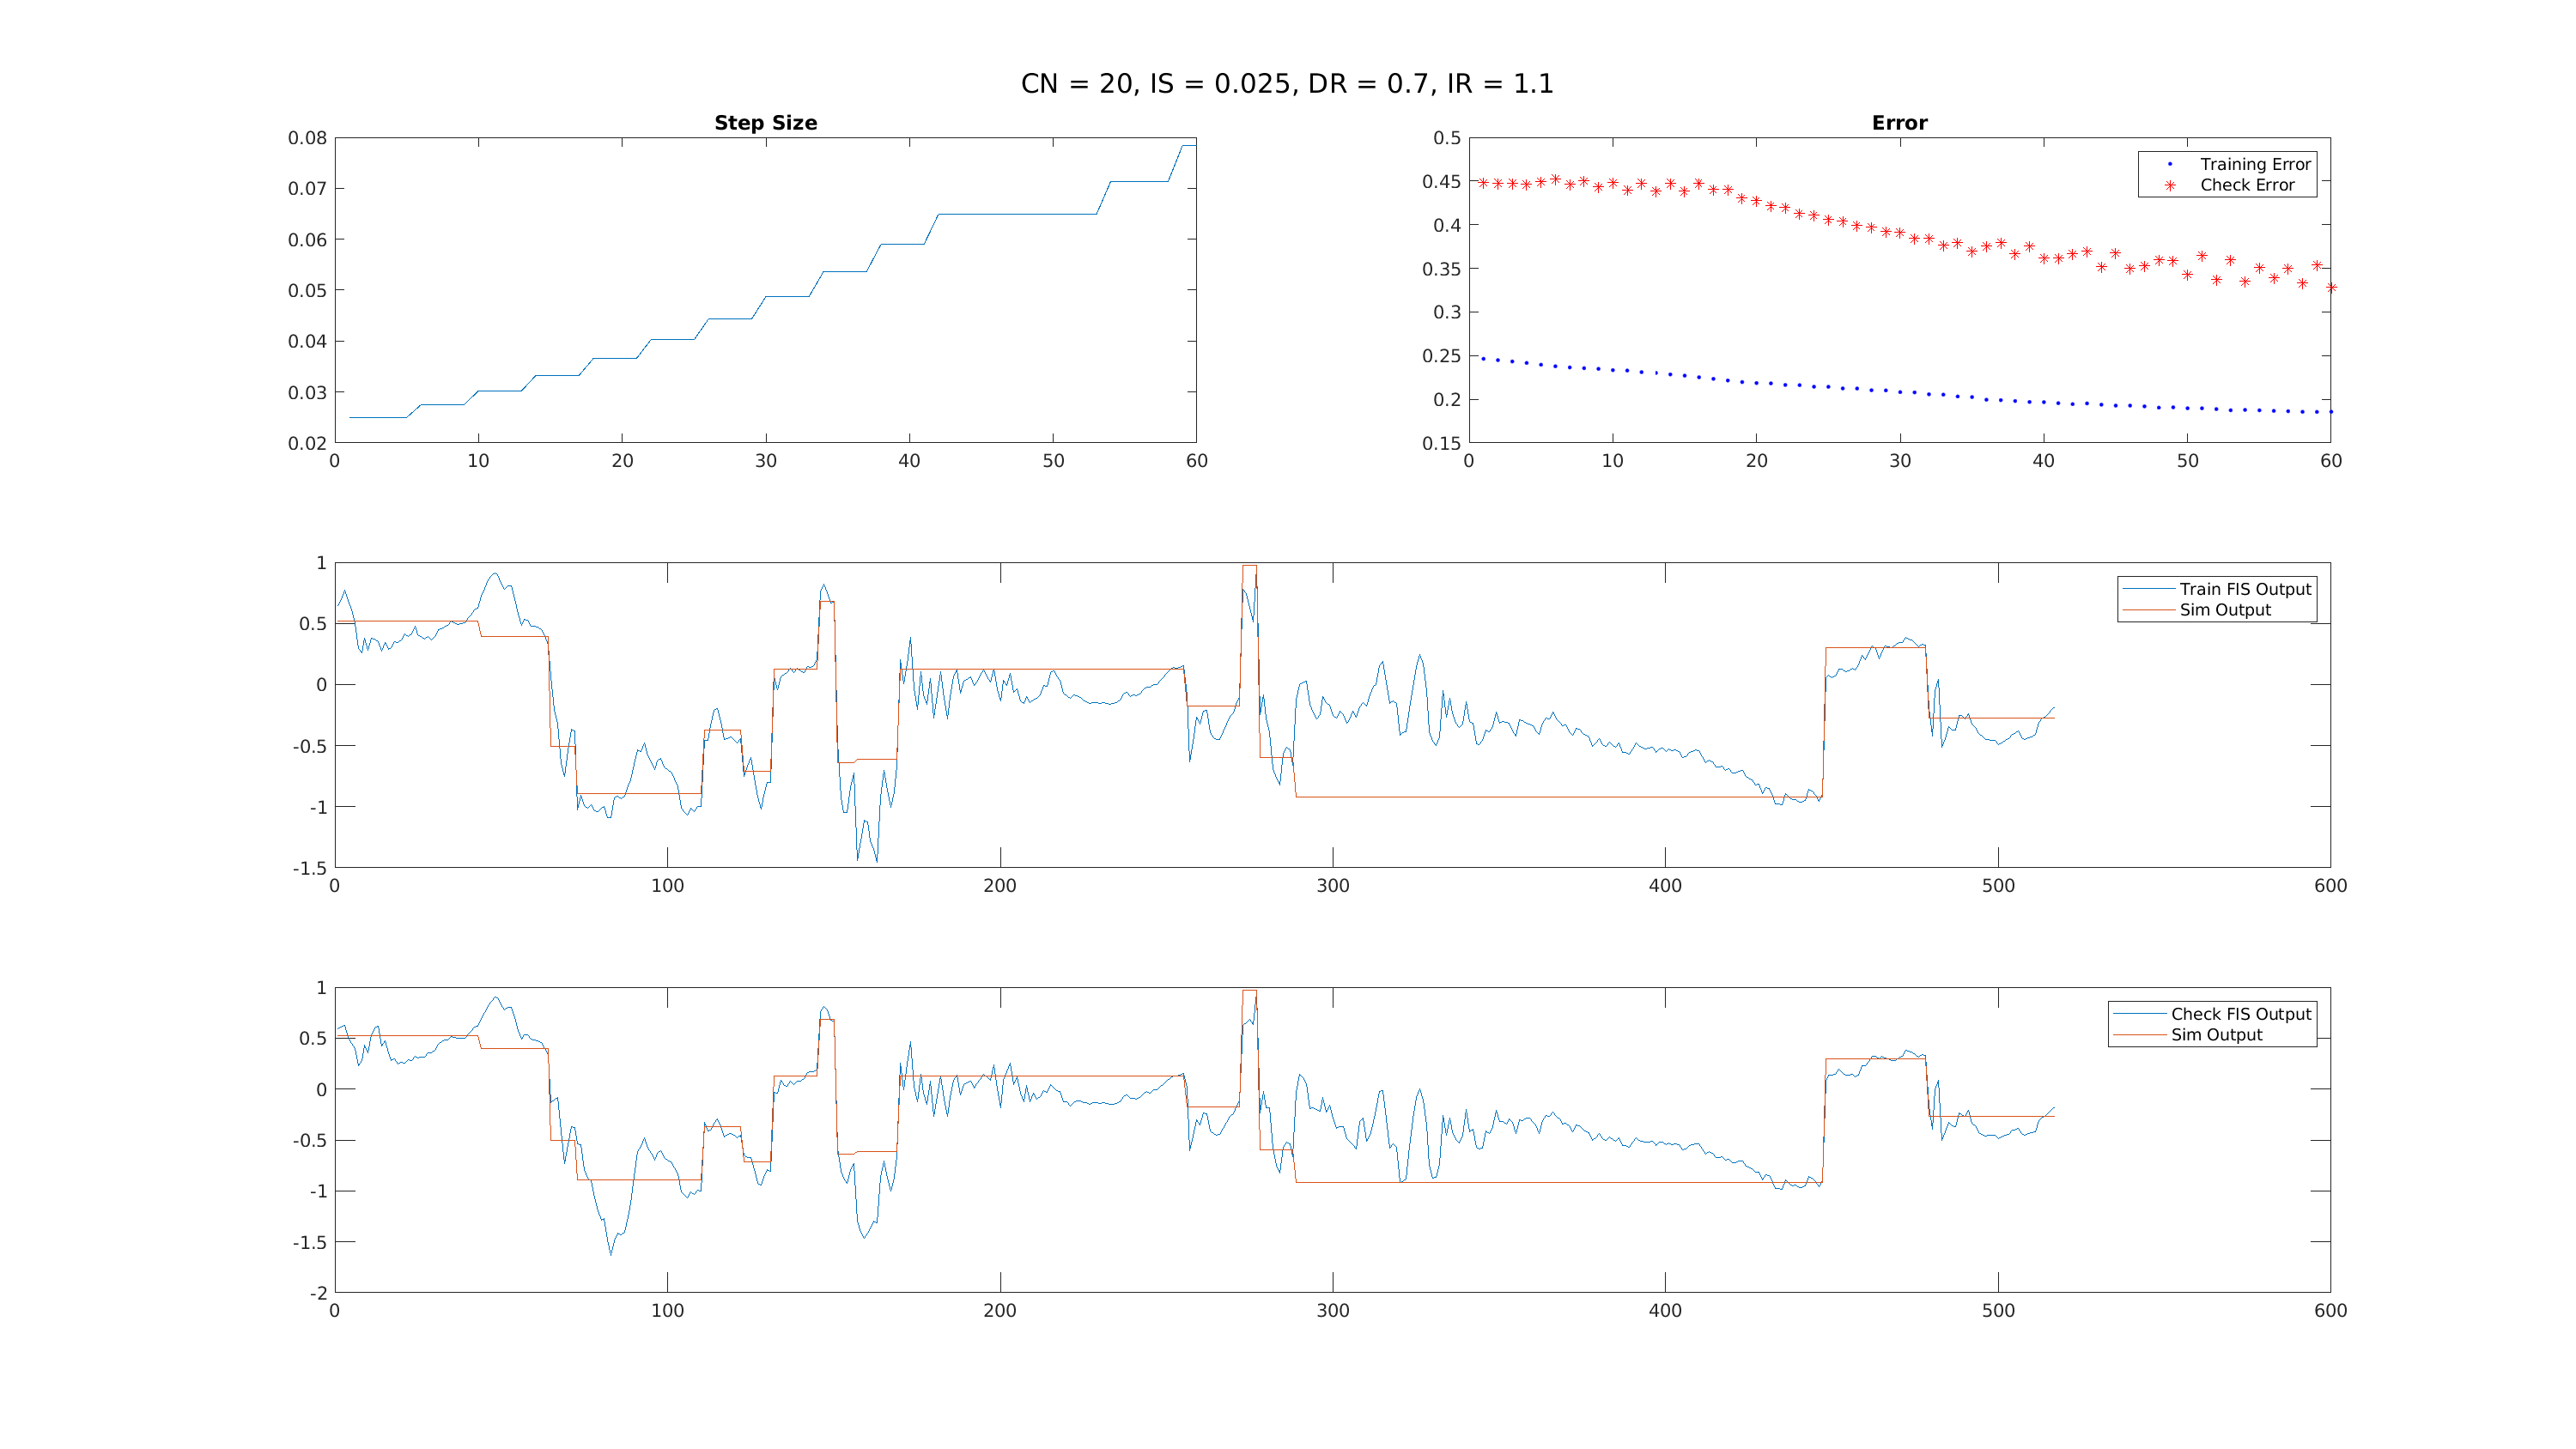 CN = 20, IS = 0.025, DR = 0.7, IR = 1.1
Step Size
0.08
0.07
0.06
0.05
0.04
0.03
0.02
0 10 20 30 40 50 60
Error
0.5
0.45
0.4
0.35
0.3
0.25
0.2
0.15
0 10 20 30 40 50 60
Training Error
Check Error
1
0.5
0
-0.5
-1
-1.5
0 100 200 300 400 500 600
Train FIS Output
Sim Output
1
0.5
0
-0.5
-1
-1.5
-2
0 100 200 300 400 500 600
Check FIS Output
Sim Output